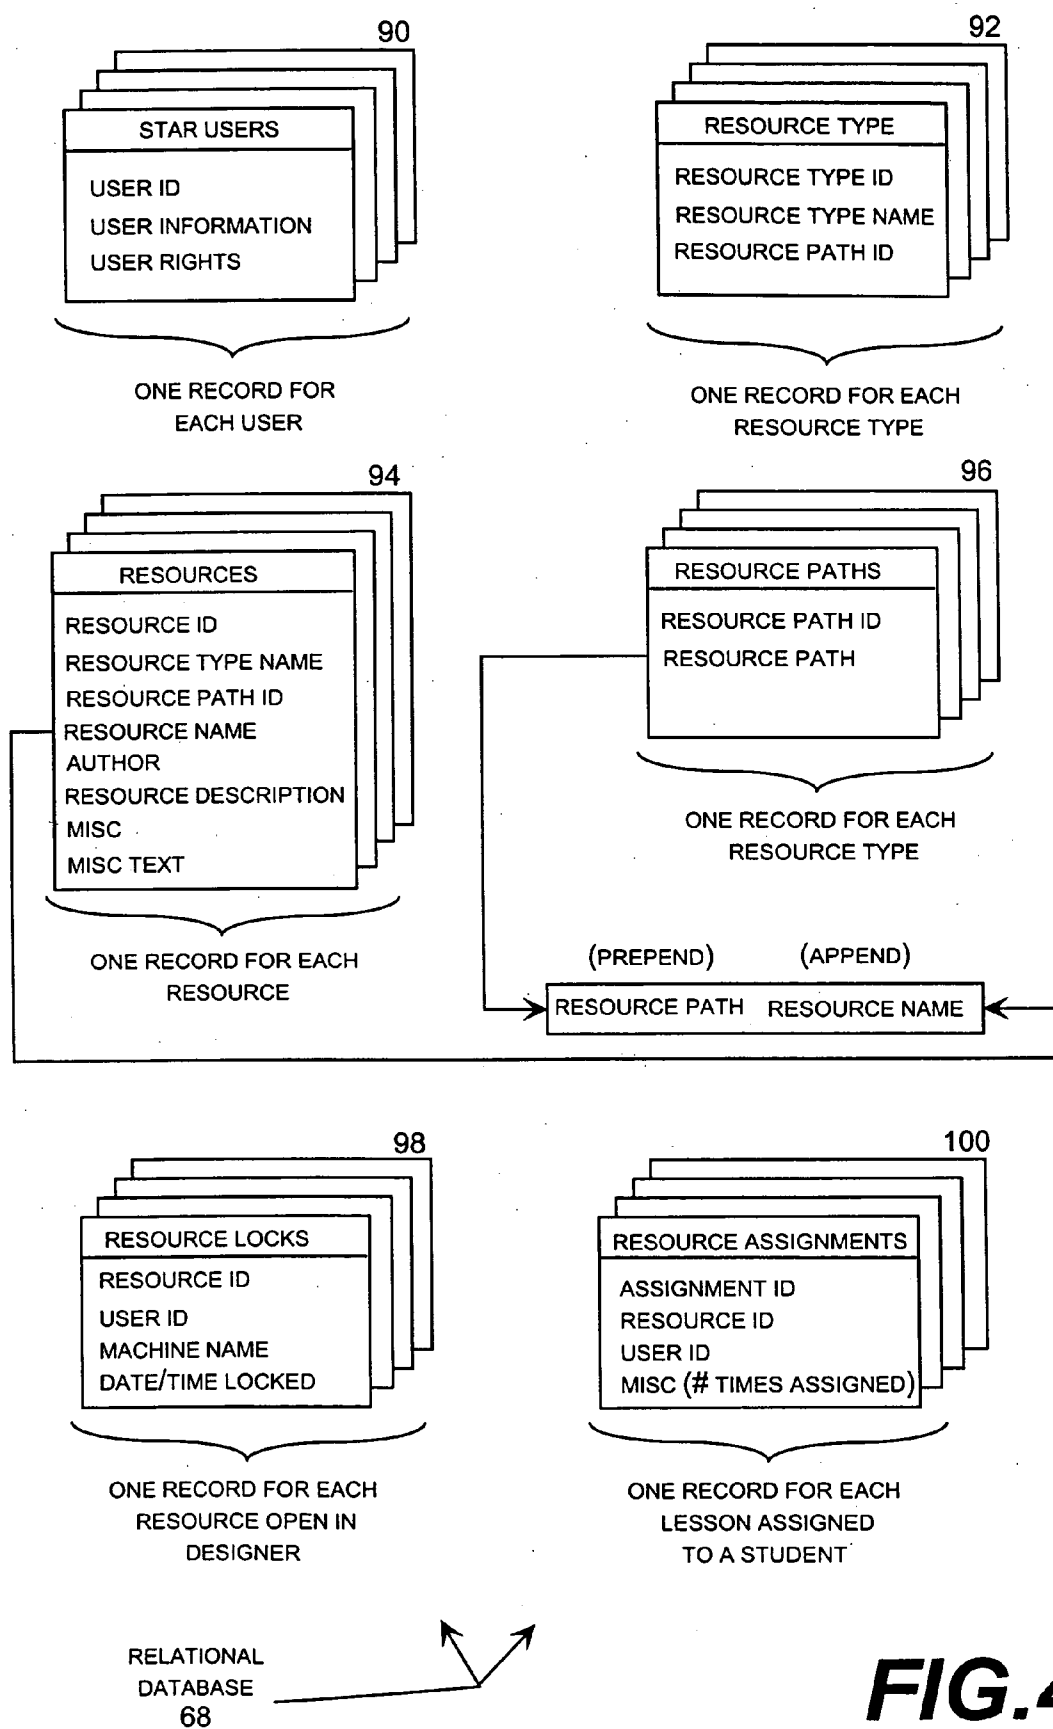 90
STAR USERS
USER ID
USER INFORMATION
USER RIGHTS
ONE RECORD FOR
EACH USER
92
RESOURCE TYPE
RESOURCE TYPE ID
RESOURCE TYPE NAME
RESOURCE PATH ID
ONE RECORD FOR EACH
RESOURCE TYPE
94
RESOURCES
RESOURCE ID
RESOURCE TYPE NAME
RESOURCE PATH ID
RESOURCE NAME
AUTHOR
RESOURCE DESCRIPTION
MISC
MISC TEXT
ONE RECORD FOR EACH
RESOURCE
96
RESOURCE PATHS
RESOURCE PATH ID
RESOURCE PATH
ONE RECORD FOR EACH
RESOURCE TYPE
(PREPEND) (APPEND)
RESOURCE PATH RESOURCE NAME
98
RESOURCE LOCKS
RESOURCE ID
USER ID
MACHINE NAME
DATE/TIME LOCKED
ONE RECORD FOR EACH
RESOURCE OPEN IN
DESIGNER
100
RESOURCE ASSIGNMENTS
ASSIGNMENT ID
RESOURCE ID
USER ID
MISC (# TIMES ASSIGNED)
ONE RECORD FOR EACH
LESSON ASSIGNED
TO A STUDENT
RELATIONAL
DATABASE
68
FIG.4